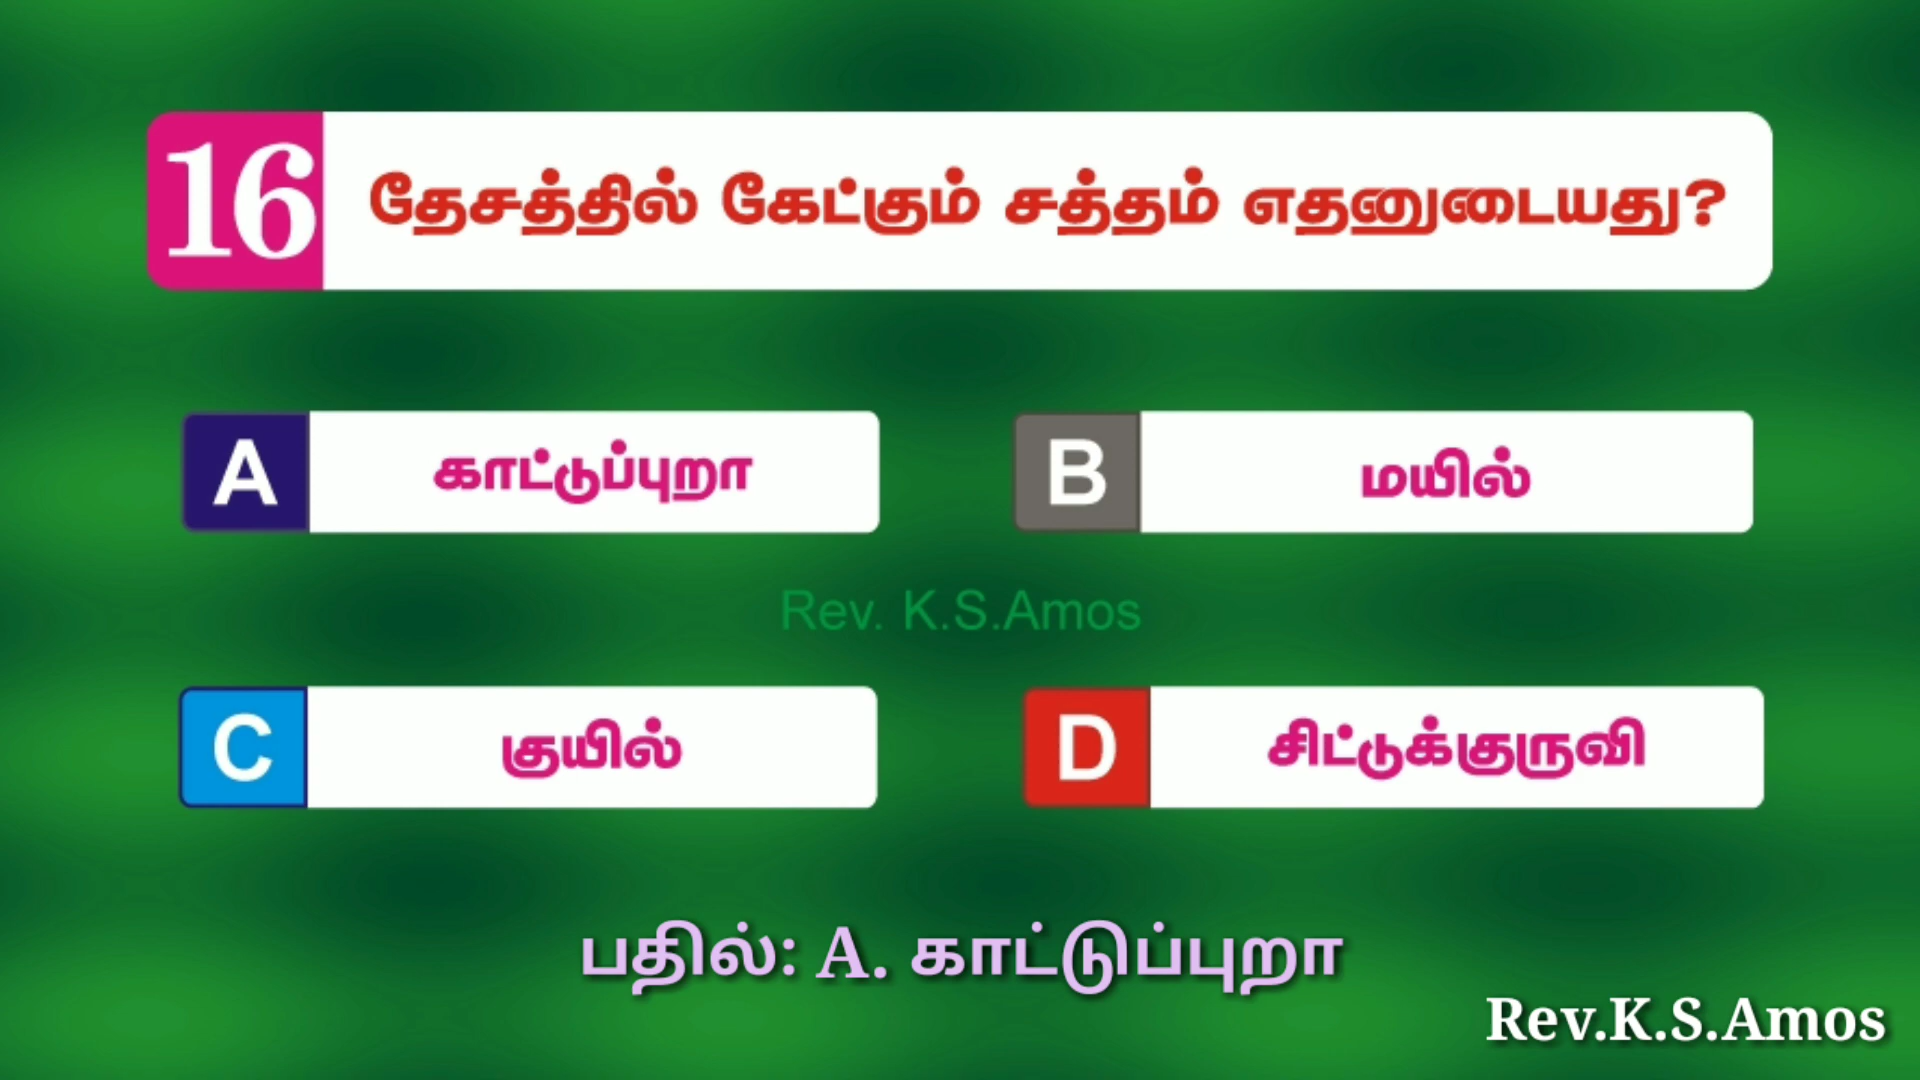 16 தேசத்தில் கேட்கும் சத்தம் எதனுடையது?
A காட்டுப்புறா
B மயில்
Rev. K.S.Amos
C குயில்
D சிட்டுக்குருவி
பதில்: A. காட்டுப்புறா
Rev.K.S.Amos